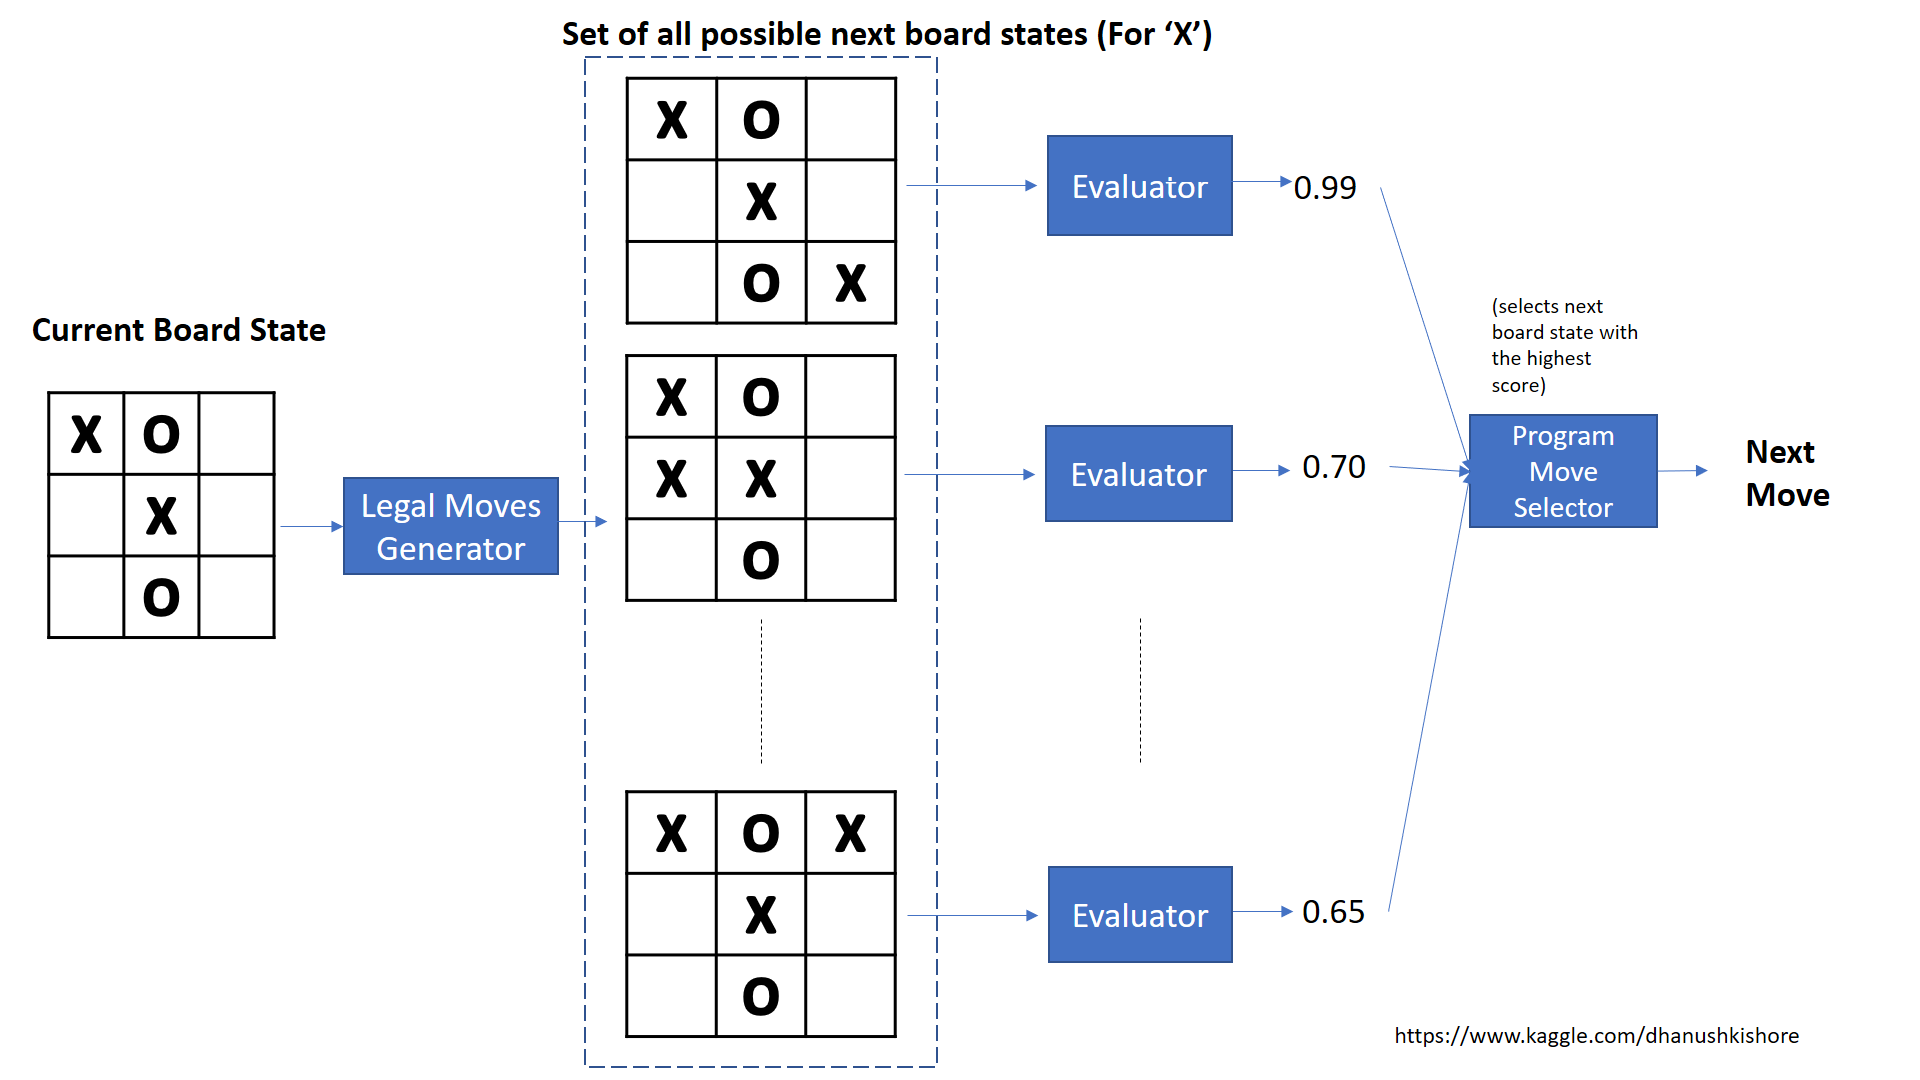 Set of all possible next board states (For ‘X’)
Current Board State
X O
X
O
Legal Moves
Generator
X O
X
O X
Evaluator
0.99
X O
X X
O
Evaluator
0.70
X O X
X
O
Evaluator
0.65
(selects next
board state with
the highest
score)
Program
Move
Selector
Next
Move
https://www.kaggle.com/dhanushkishore